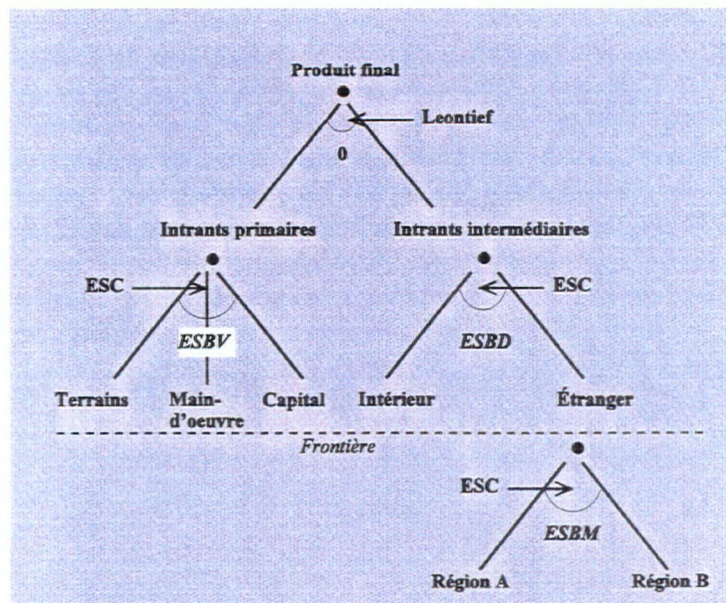 Produit final
Leontief
0
Intrants primaires
Intrants intermédiaires
ESC
ESC
ESBV
ESBD
Terrains
Main-
d'oeuvre
Capital
Intérieur
Étranger
Frontière
ESC
ESBM
Région A
Région B